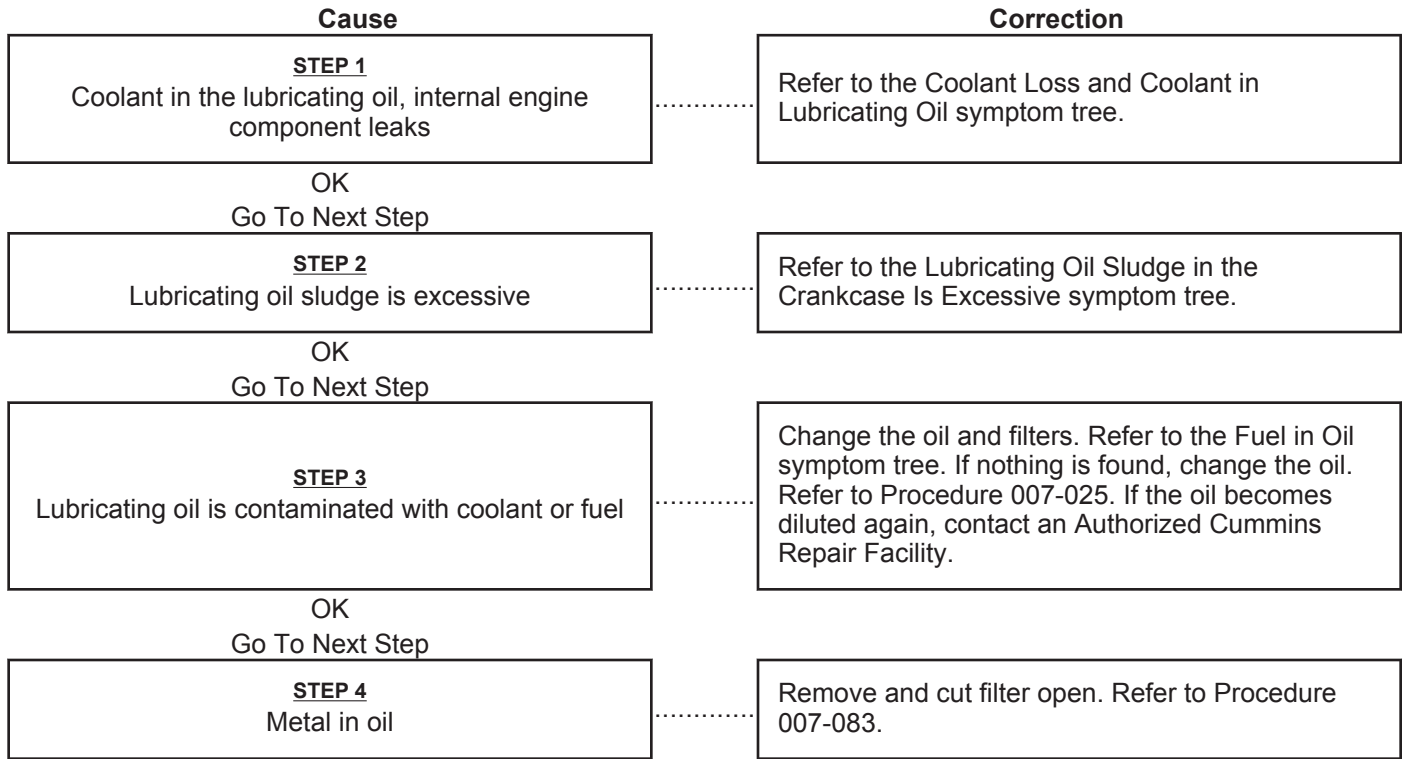 Cause
Correction
STEP 1
Coolant in the lubricating oil, internal engine
component leaks
.............
Refer to the Coolant Loss and Coolant in
Lubricating Oil symptom tree.
OK
Go To Next Step
STEP 2
Lubricating oil sludge is excessive
.............
Refer to the Lubricating Oil Sludge in the
Crankcase Is Excessive symptom tree.
OK
Go To Next Step
STEP 3
Lubricating oil is contaminated with coolant or fuel
.............
Change the oil and filters. Refer to the Fuel in Oil
symptom tree. If nothing is found, change the oil.
Refer to Procedure 007-025. If the oil becomes
diluted again, contact an Authorized Cummins
Repair Facility.
OK
Go To Next Step
STEP 4
Metal in oil
.............
Remove and cut filter open. Refer to Procedure
007-083.